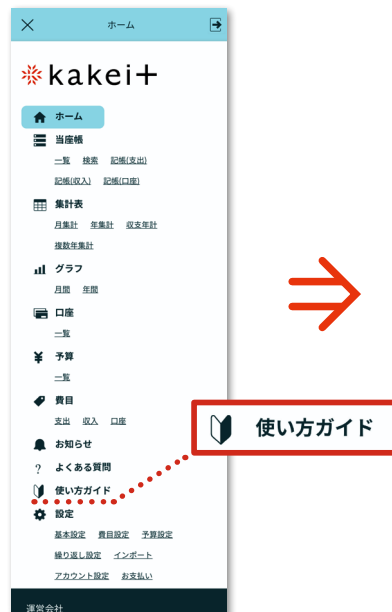 ホーム
kakei+
ホーム
当座帳
一覧 検索 記帳(支出)
記帳(収入) 記帳(口座)
集計表
月集計 年集計 収支年計
複数年集計
グラフ
月間 年間
口座
一覧
予算
一覧
費目
支出 収入 口座
お知らせ
? よくある質問
使い方ガイド
使い方ガイド
設定
基本設定 費目設定 予算設定
繰り返し設定 インポート
アカウント設定 お支払い
運営会社